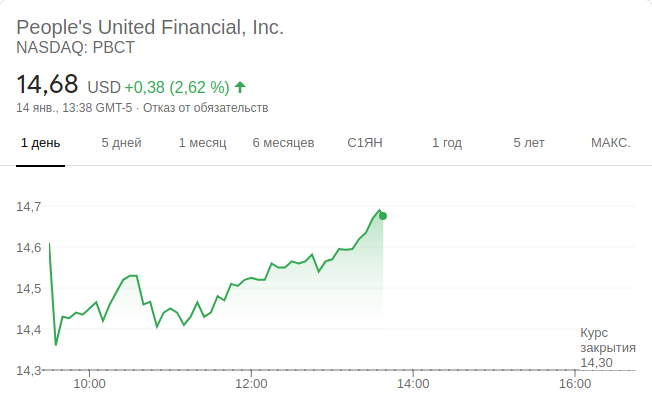 People's United Financial, Inc.
NASDAQ: PBCT
14,68 USD +0,38 (2,62 %)
14 янв., 13:38 GMT-5 · Отказ от обязательств
1 день 5 дней 1 месяц 6 месяцев С1ЯН 1 год 5 лет МАКС.
14,7
14,6
14,5
14,4
14,3
Курс
закрытия
14,30
10:00 12:00 14:00 16:00